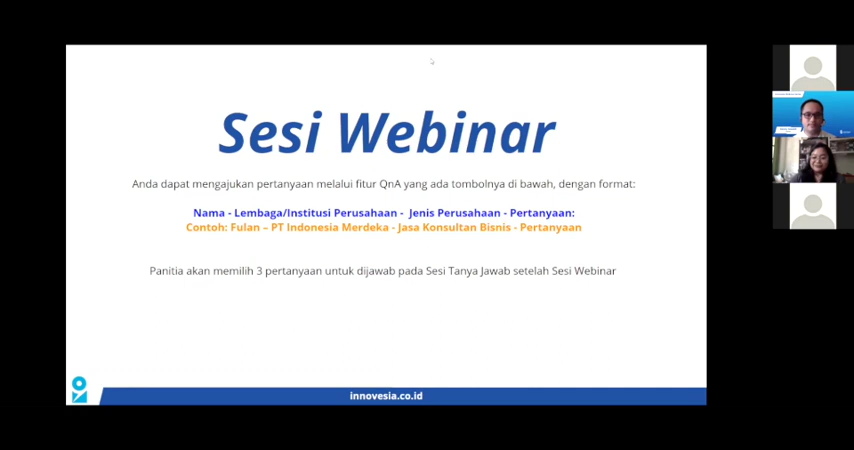 Sesi Webinar
Anda dapat mengajukan pertanyaan melalui fitur QnA yang ada tombolnya di bawah, dengan format:
Nama - Lembaga/Institusi Perusahaan - Jenis Perusahaan - Pertanyaan:
Contoh: Fulan – PT Indonesia Merdeka - Jasa Konsultan Bisnis - Pertanyaan
Panitia akan memilih 3 pertanyaan untuk dijawab pada Sesi Tanya Jawab setelah Sesi Webinar
innovesia.co.id